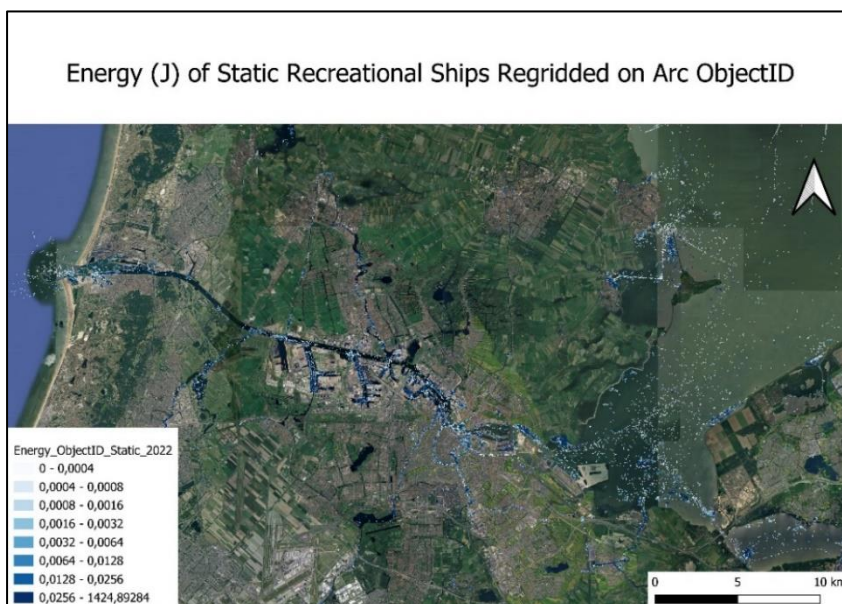 Energy (J) of Static Recreational Ships Regridded on Arc ObjectID
Energy_ObjectID_Static_2022
0 - 0,0004
0,0004 - 0,0008
0,0008 - 0,0016
0,0016 - 0,0032
0,0032 - 0,0064
0,0064 - 0,0128
0,0128 - 0,0256
0,0256 - 1424,89284
0 5 10 km